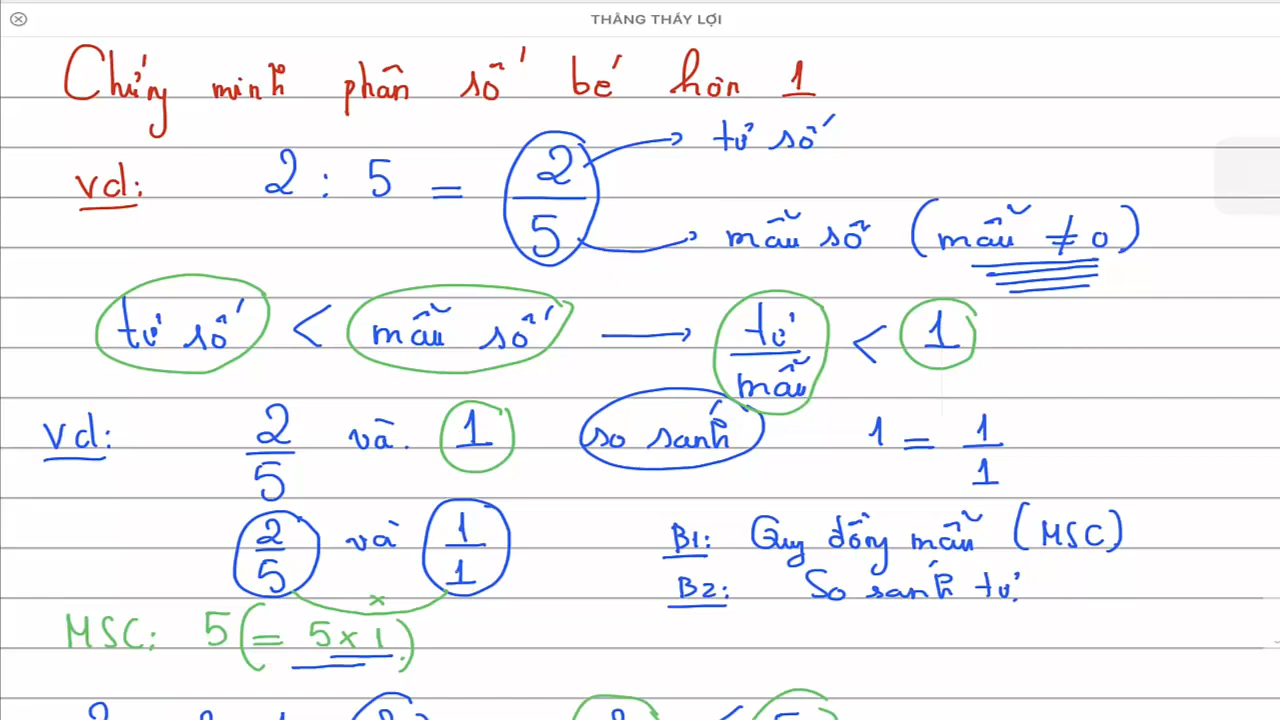 THẮNG THẦY LỢI
Chứng minh phân số bé hơn 1
vd: 2 : 5 = 2/5 → tử số
→ mẫu số (mẫu ≠ 0)
tử số < mẫu số → tử/mẫu < 1
vd: 2/5 và 1 so sánh 1 = 1/1
2/5 và 1/1
×
B1: Quy đồng mẫu (MSC)
B2: So sánh tử.
MSC: 5 (= 5 x 1)